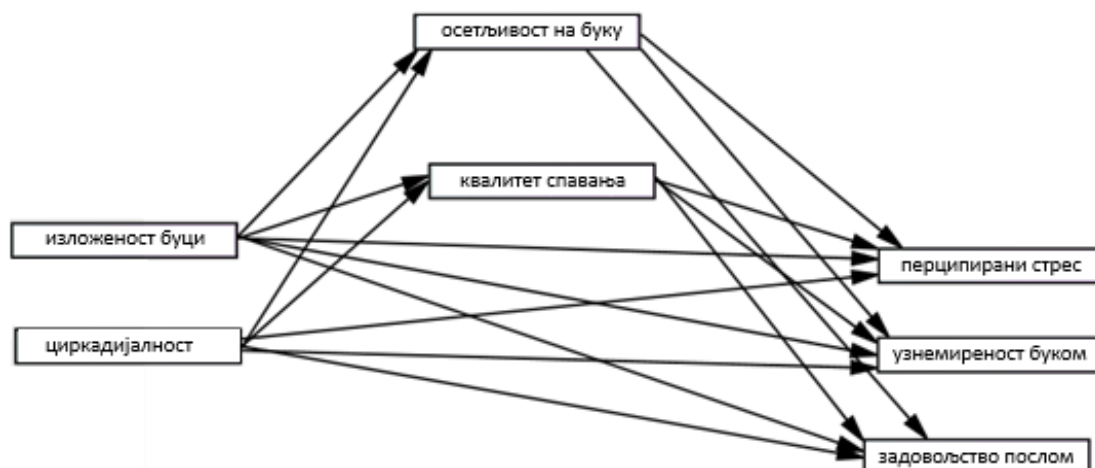 осетљивост на буку
квалитет спавања
изложеност буци
перципирани стрес
циркадијалност
узнемиреност буком
задовољство послом